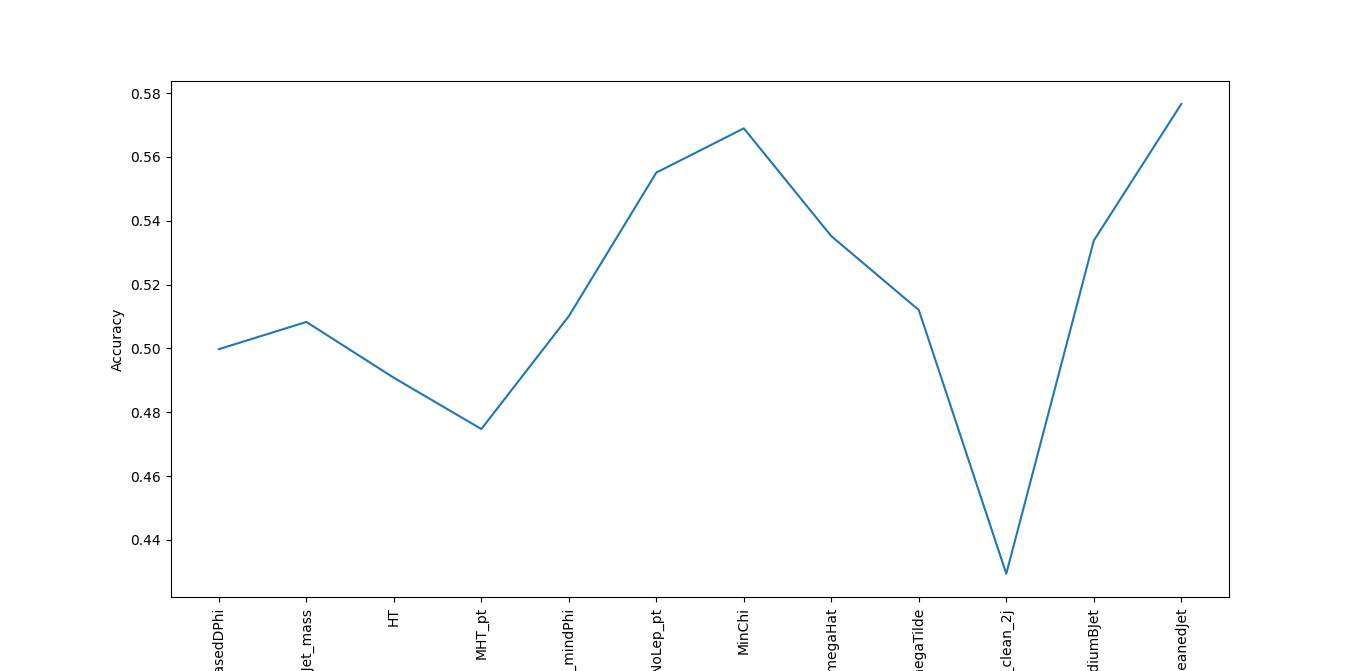 0.58
0.56
0.54
0.52
0.50
0.48
0.46
0.44
Accuracy
asedDPhi
Jet_mass
HT
MHT_pt
_mindPhi
NoLep_pt
MinChi
megaHat
egaTilde
_clean_2j
diumBJet
eanedJet